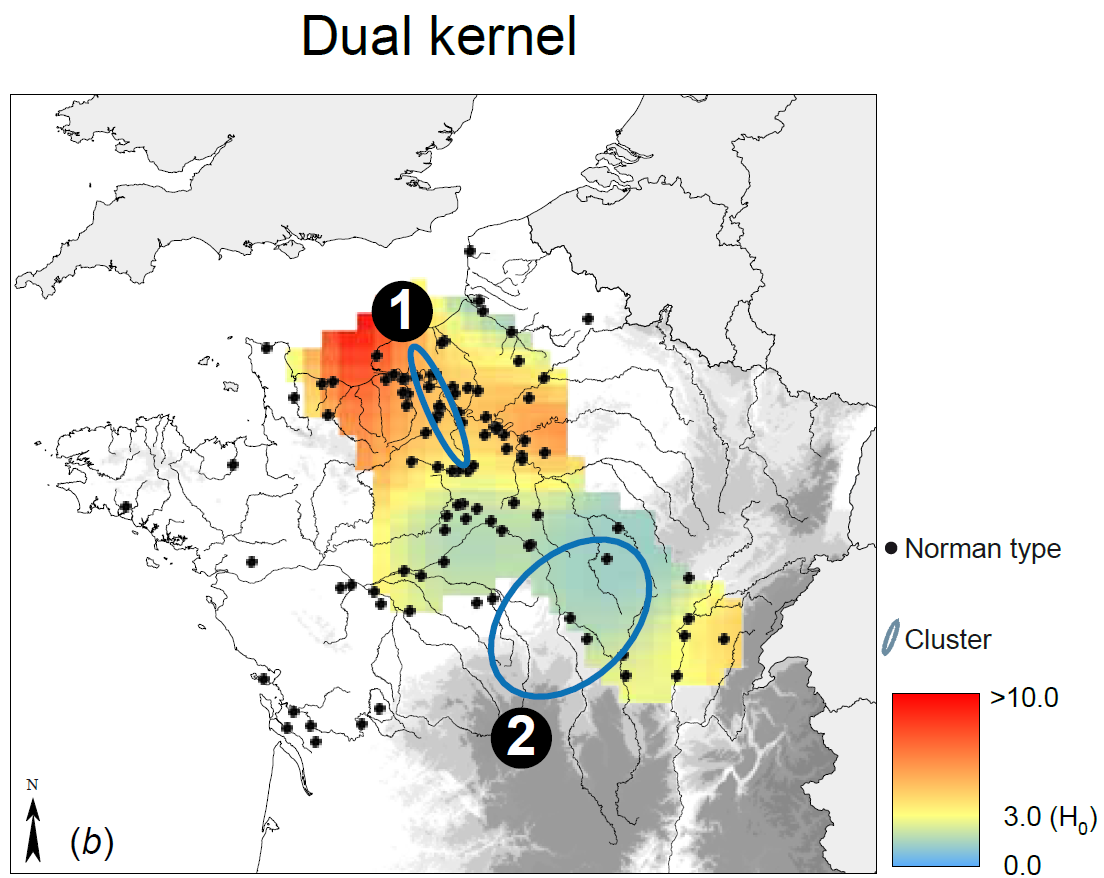 Dual kernel
1
2
N
(b)
Norman type
Cluster
>10.0
3.0 (H₀)
0.0